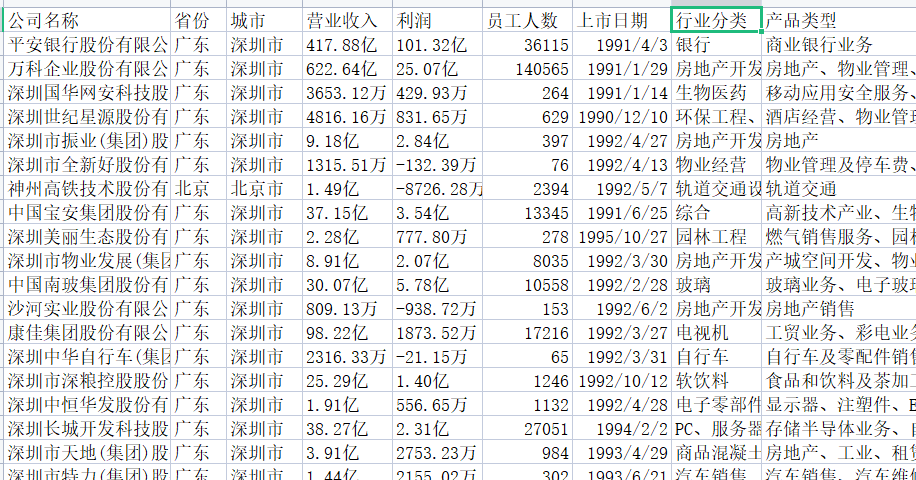 公司名称 省份 城市 营业收入 利润 员工人数 上市日期 行业分类 产品类型
平安银行股份有限公 广东 深圳市 417.88亿 101.32亿 36115 1991/4/3 银行 商业银行业务
万科企业股份有限公 广东 深圳市 622.64亿 25.07亿 140565 1991/1/29 房地产开发 房地产、物业管理、
深圳国华网安科技股 广东 深圳市 3653.12万 429.93万 264 1991/1/14 生物医药 移动应用安全服务、
深圳世纪星源股份有 广东 深圳市 4816.16万 831.65万 629 1990/12/10 环保工程、 酒店经营、物业管理
深圳市振业(集团)股 广东 深圳市 9.18亿 2.84亿 397 1992/4/27 房地产开发 房地产
深圳市全新好股份有 广东 深圳市 1315.51万 -132.39万 76 1992/4/13 物业经营 物业管理及停车费、
神州高铁技术股份有 北京 北京市 1.49亿 -8726.28万 2394 1992/5/7 轨道交通设 轨道交通
中国宝安集团股份有 广东 深圳市 37.15亿 3.54亿 13345 1991/6/25 综合 高新技术产业、生物
深圳美丽生态股份有 广东 深圳市 2.28亿 777.80万 278 1995/10/27 园林工程 燃气销售服务、园林
深圳市物业发展(集团 广东 深圳市 8.91亿 2.07亿 8035 1992/3/30 房地产开发 产城空间开发、物业
中国南玻集团股份有 广东 深圳市 30.07亿 5.78亿 10558 1992/2/28 玻璃 玻璃业务、电子玻
沙河实业股份有限公 广东 深圳市 809.13万 -938.72万 153 1992/6/2 房地产开发 房地产销售
康佳集团股份有限公 广东 深圳市 98.22亿 1873.52万 17216 1992/3/27 电视机 工贸业务、彩电业务
深圳中华自行车(集团 广东 深圳市 2316.33万 -21.15万 65 1992/3/31 自行车 自行车及零配件销售
深圳市深粮控股股份 广东 深圳市 25.29亿 1.40亿 1246 1992/10/12 软饮料 食品和饮料及茶加工
深圳中恒华发股份有 广东 深圳市 1.91亿 556.65万 1132 1992/4/28 电子零部件 显示器、注塑件、
深圳长城开发科技股 广东 深圳市 38.27亿 2.31亿 27051 1994/2/2 PC、服务器 存储半导体业务、自
深圳市天地(集团)股 广东 深圳市 3.91亿 2753.23万 984 1993/4/29 商品混凝土 房地产、工业、租赁
深圳市特力(集团)股 广东 深圳市 1.44亿 2155.02万 302 1993/6/21 汽车销售 汽车销售、汽车